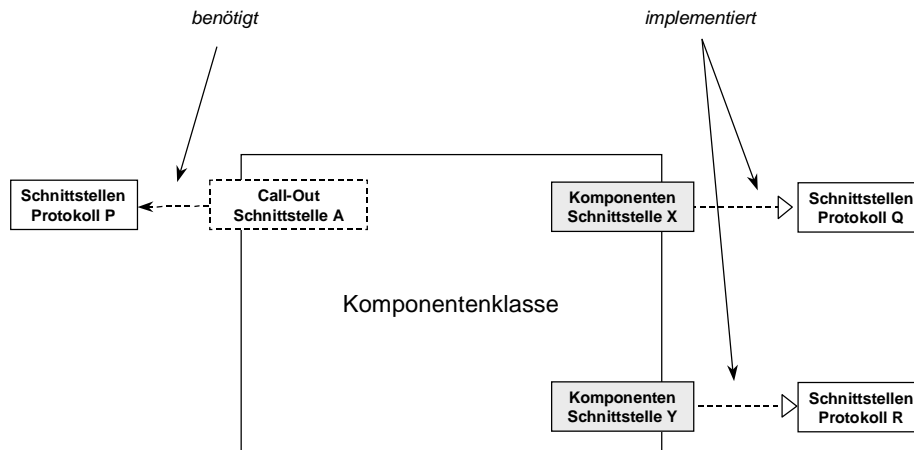 benötigt
implementiert
Schnittstellen
Protokoll P
Call-Out
Schnittstelle A
Komponenten
Schnittstelle X
Schnittstellen
Protokoll Q
Komponentenklasse
Komponenten
Schnittstelle Y
Schnittstellen
Protokoll R